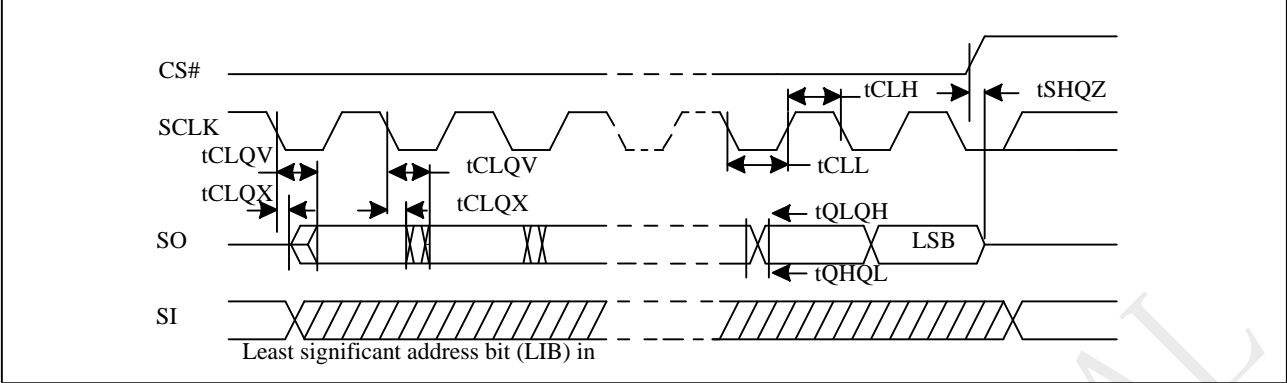 CS#
tCLH
tSHQZ
SCLK
tCLQV
tCLQV
tCLL
tCLQX
tCLQX
tQLQH
SO
LSB
tQHQL
SI
Least significant address bit (LIB) in